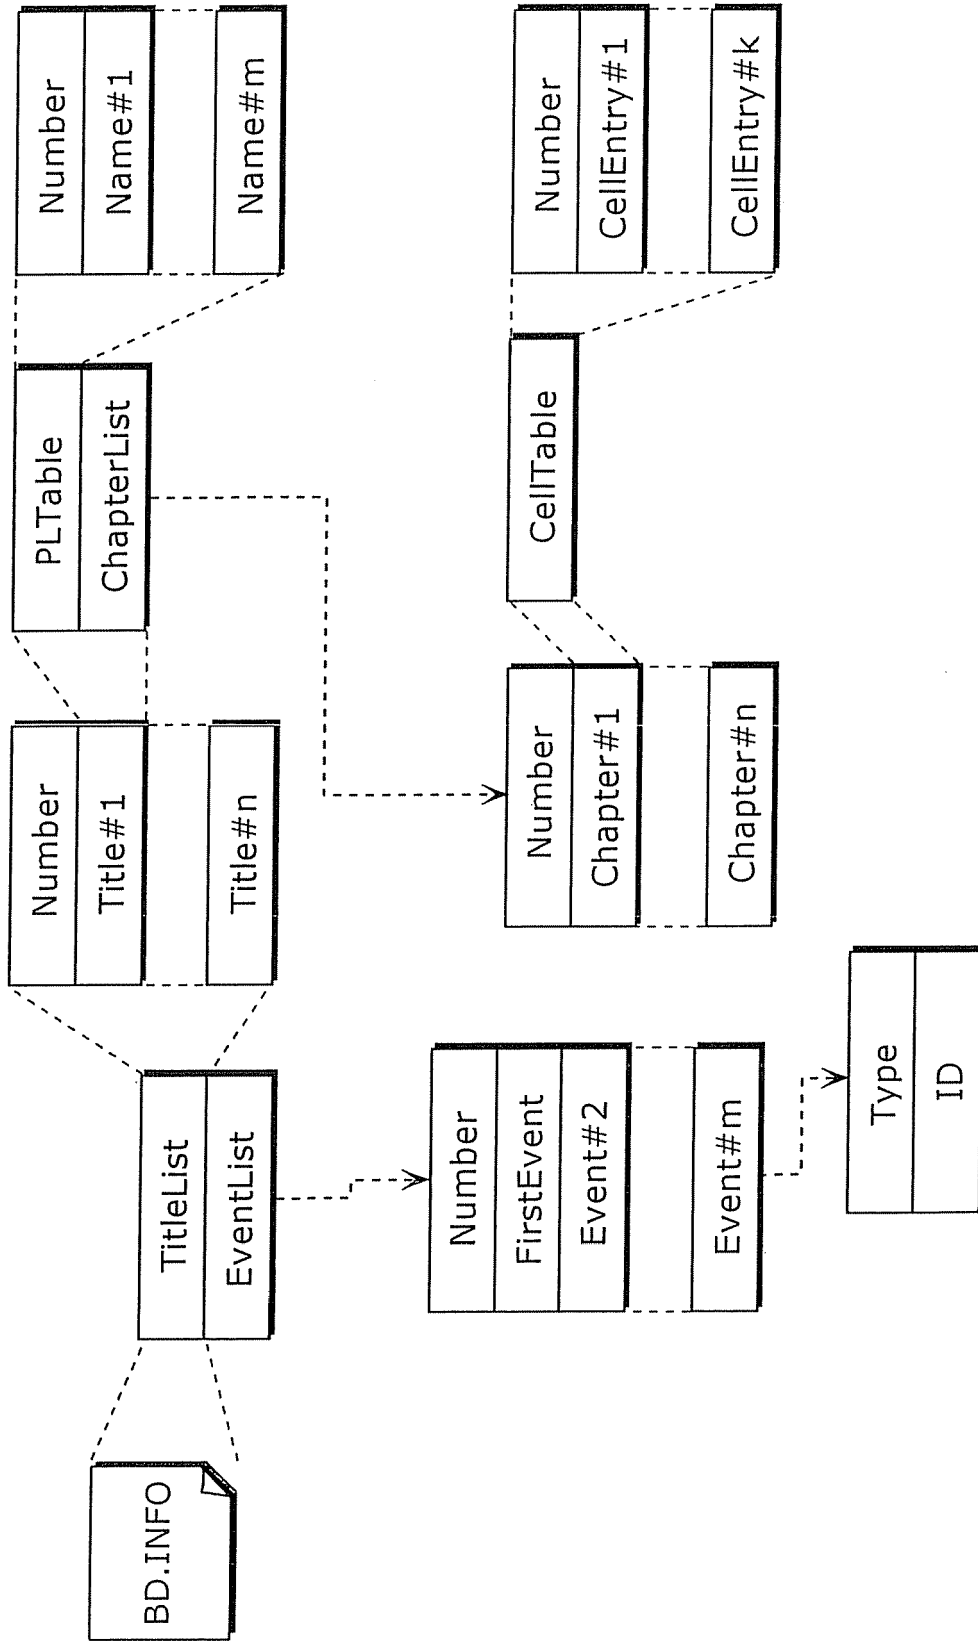 BD.INFO
TitleList
EventList
Number
Title#1
Title#n
PLTable
ChapterList
Number
Name#1
Name#m
Number
FirstEvent
Event#2
Event#m
Type
ID
Number
Chapter#1
Chapter#n
CellTable
Number
CellEntry#1
CellEntry#k